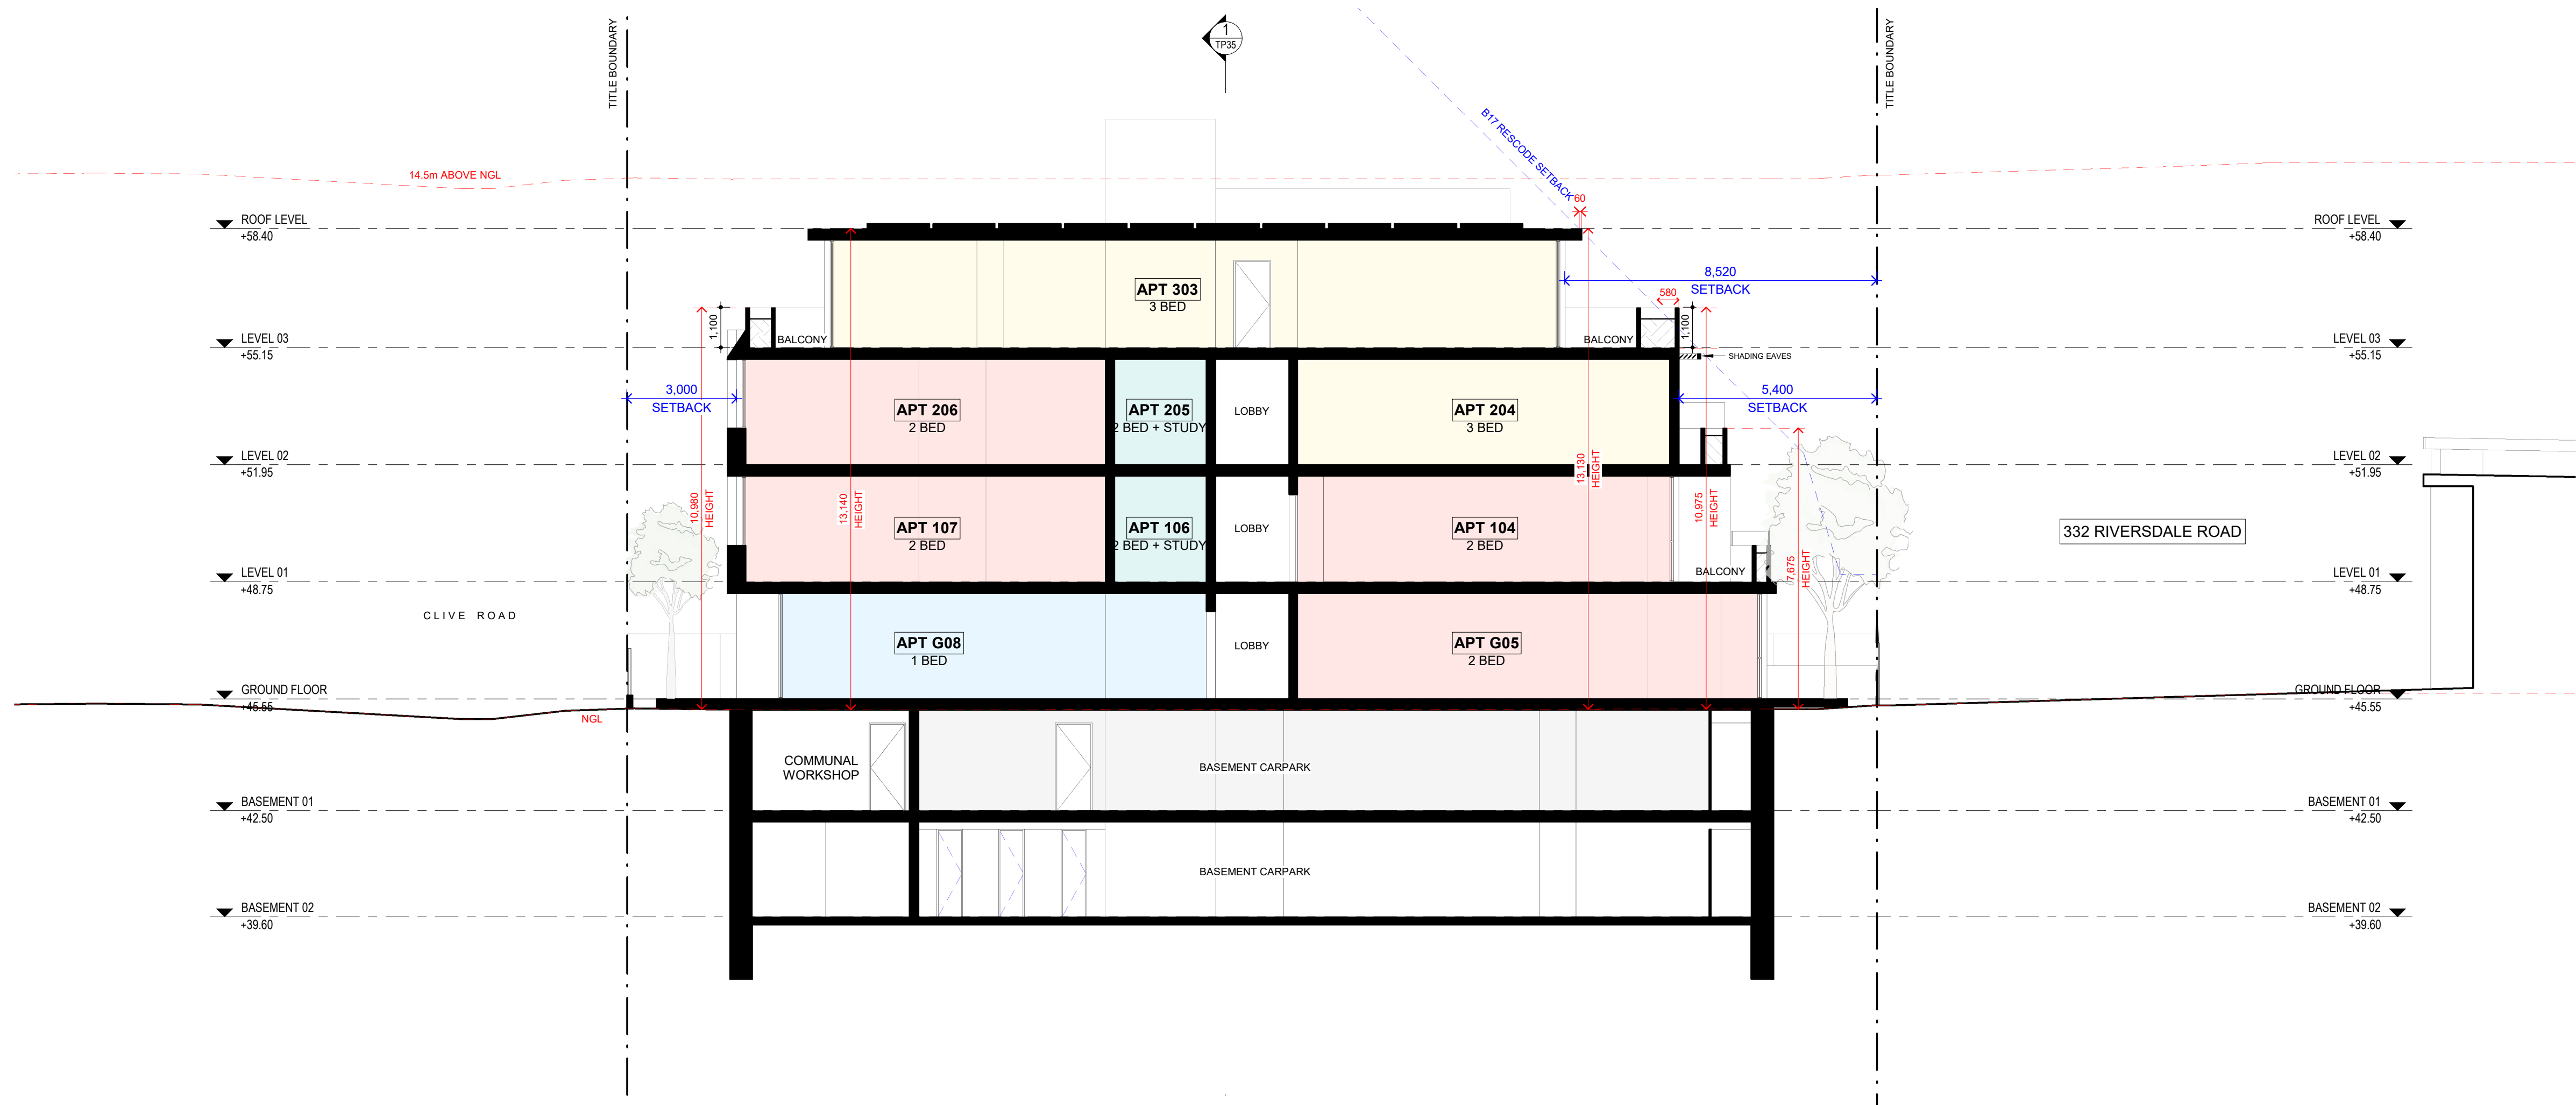 TITLE BOUNDARY
1
TP35
TITLE BOUNDARY
B17 RESCODE SETBACK
14.5m ABOVE NGL
60
ROOF LEVEL
+58.40
ROOF LEVEL
+58.40
8,520
SETBACK
APT 303
3 BED
580
1,100
BALCONY
BALCONY
1,100
LEVEL 03
+55.15
LEVEL 03
+55.15
SHADING EAVES
3,000
SETBACK
5,400
SETBACK
APT 206
2 BED
APT 205
2 BED + STUDY
LOBBY
APT 204
3 BED
LEVEL 02
+51.95
LEVEL 02
+51.95
10,980
HEIGHT
13,140
HEIGHT
13,130
HEIGHT
10,975
HEIGHT
7,675
HEIGHT
APT 107
2 BED
APT 106
2 BED + STUDY
LOBBY
APT 104
2 BED
332 RIVERSDALE ROAD
BALCONY
LEVEL 01
+48.75
LEVEL 01
+48.75
CLIVE ROAD
APT G08
1 BED
LOBBY
APT G05
2 BED
GROUND FLOOR
+45.55
GROUND FLOOR
+45.55
NGL
COMMUNAL
WORKSHOP
BASEMENT CARPARK
BASEMENT 01
+42.50
BASEMENT 01
+42.50
BASEMENT CARPARK
BASEMENT 02
+39.60
BASEMENT 02
+39.60